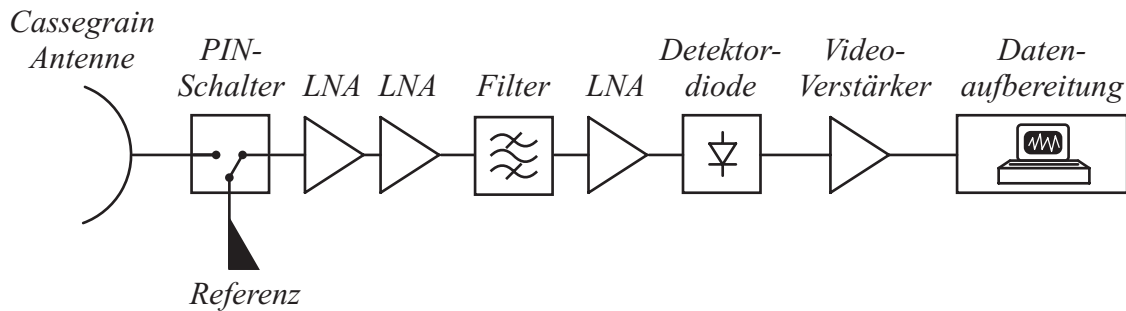 Cassegrain
Antenne
PIN-
Schalter
LNA
LNA
Filter
LNA
Detektor-
diode
Video-
Verstärker
Daten-
aufbereitung
Referenz